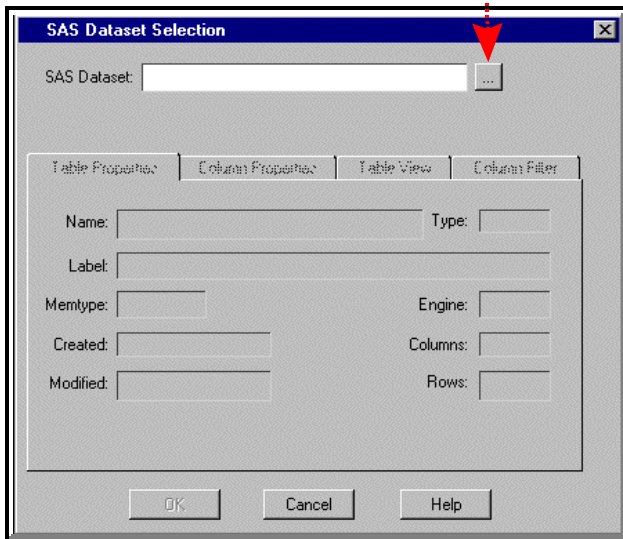 SAS Dataset Selection
SAS Dataset: ...
Table Properties Column Properties Table View Column Filter
Name: Type:
Label:
Memtype: Engine:
Created: Columns:
Modified: Rows:
OK Cancel Help